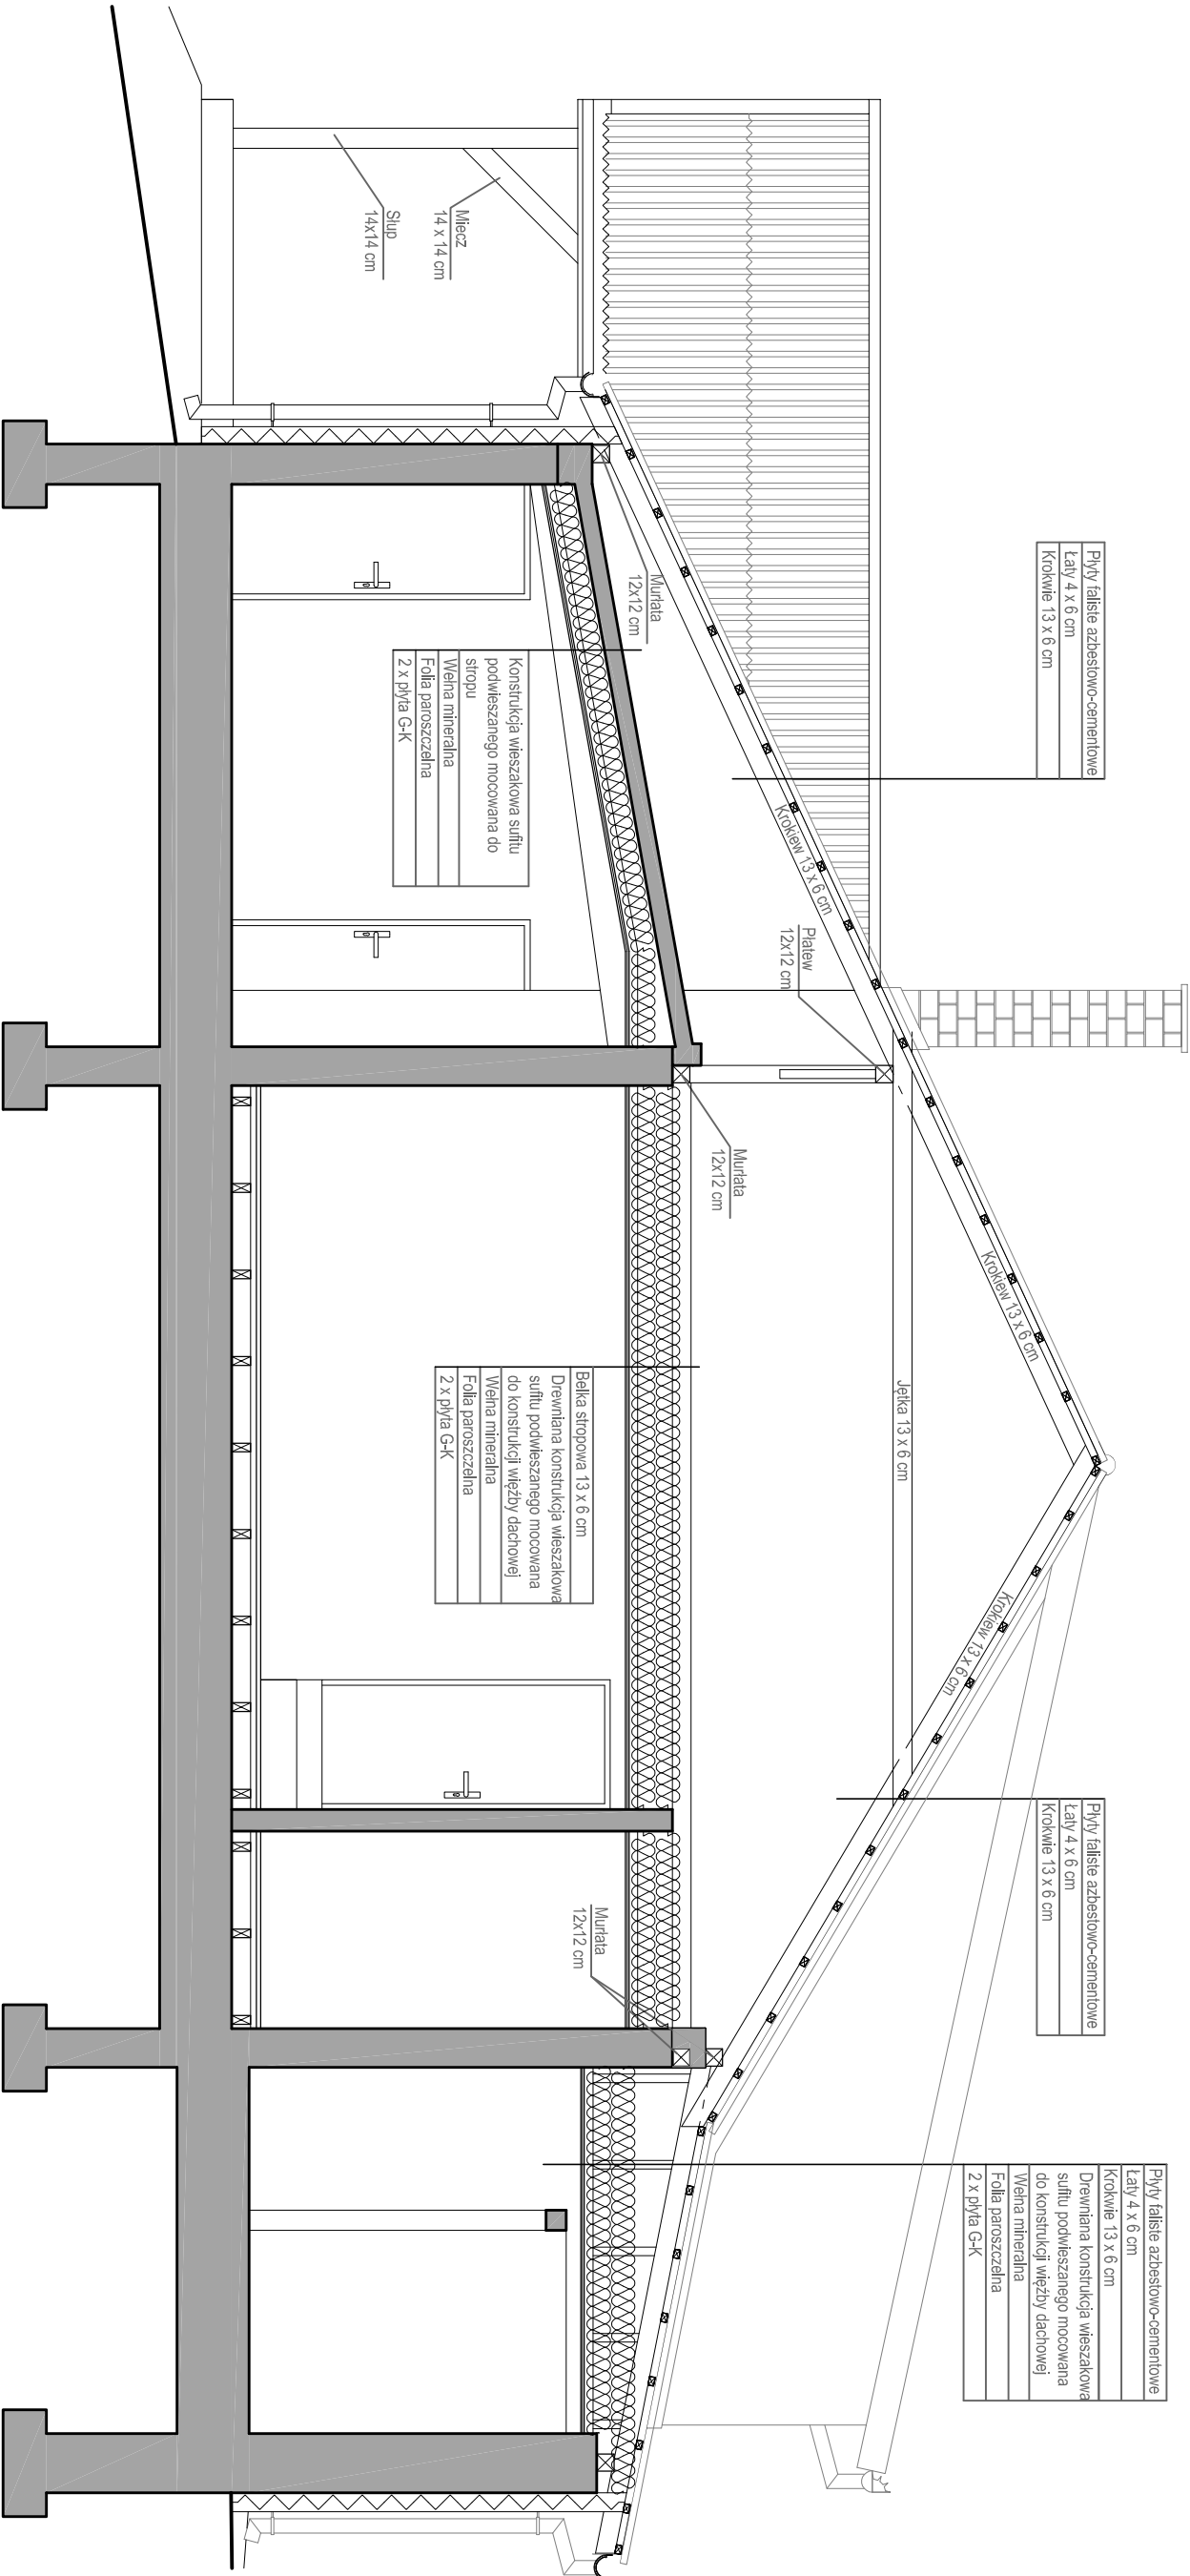 Płyty faliste azbestowo-cementowe
Łaty 4 x 6 cm
Krokwie 13 x 6 cm
Płyty faliste azbestowo-cementowe
Łaty 4 x 6 cm
Krokwie 13 x 6 cm
Płyty faliste azbestowo-cementowe
Łaty 4 x 6 cm
Krokwie 13 x 6 cm
Drewniana konstrukcja wieszakowa
sufitu podwieszanego mocowana
do konstrukcji więźby dachowej
Wełna mineralna
Folia paroszczelna
2 x płyta G-K
Krokiew 13 x 6 cm
Krokiew 13 x 6 cm
Krokiew 13 x 6 cm
Jętka 13 x 6 cm
Płatew
12x12 cm
Murłata
12x12 cm
Murłata
12x12 cm
Murłata
12x12 cm
Konstrukcja wieszakowa sufitu
podwieszanego mocowana do
stropu
Wełna mineralna
Folia paroszczelna
2 x płyta G-K
Belka stropowa 13 x 6 cm
Drewniana konstrukcja wieszakowa
sufitu podwieszanego mocowana
do konstrukcji więźby dachowej
Wełna mineralna
Folia paroszczelna
2 x płyta G-K
Miecz
14 x 14 cm
Słup
14x14 cm